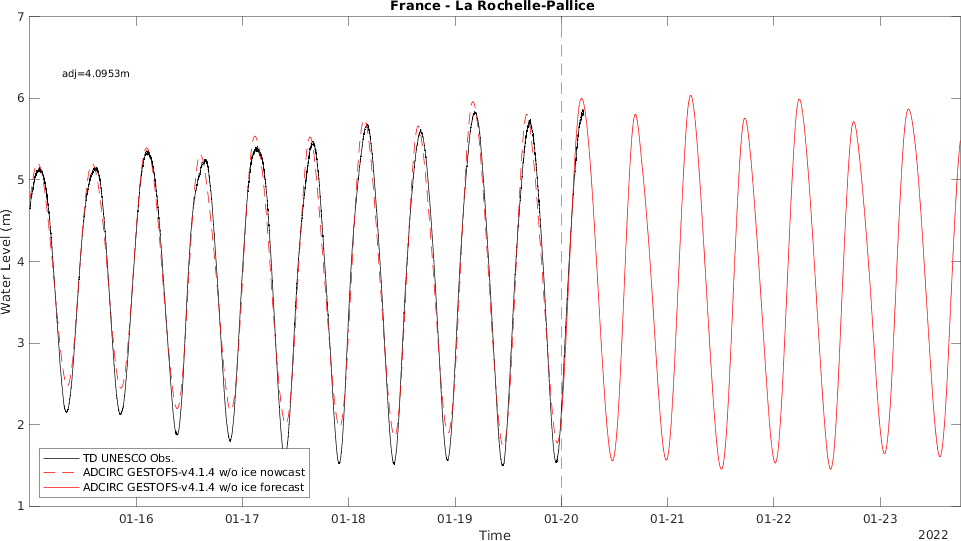 France - La Rochelle-Pallice
7
adj=4.0953m
6
5
4
3
2
1
Water Level (m)
TD UNESCO Obs.
ADCIRC GESTOFS-v4.1.4 w/o ice nowcast
ADCIRC GESTOFS-v4.1.4 w/o ice forecast
01-16 01-17 01-18 01-19 01-20 01-21 01-22 01-23
Time
2022